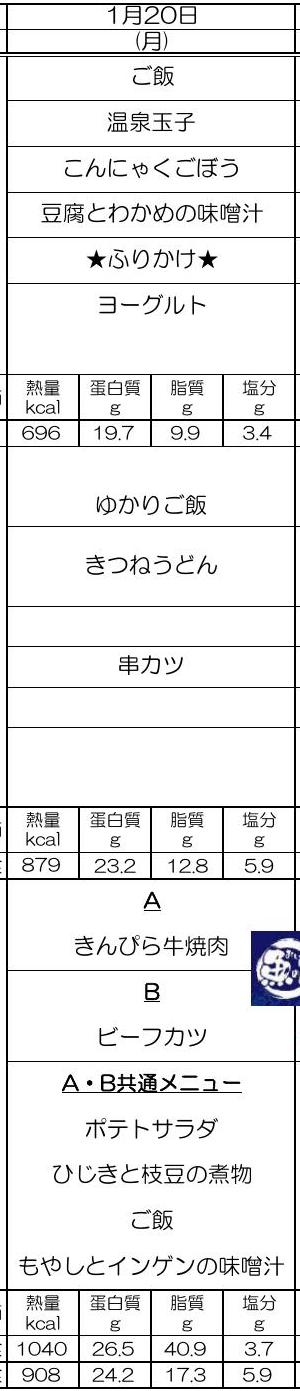 1月20日
(月)
ご飯
温泉玉子
こんにゃくごぼう
豆腐とわかめの味噌汁
★ふりかけ★
ヨーグルト
熱量 蛋白質 脂質 塩分
kcal g g g
696 19.7 9.9 3.4
ゆかりご飯
きつねうどん
串カツ
熱量 蛋白質 脂質 塩分
kcal g g g
879 23.2 12.8 5.9
A
きんぴら牛焼肉
B
ビーフカツ
A・B共通メニュー
ポテトサラダ
ひじきと枝豆の煮物
ご飯
もやしとインゲンの味噌汁
熱量 蛋白質 脂質 塩分
kcal g g g
1040 26.5 40.9 3.7
908 24.2 17.3 5.9